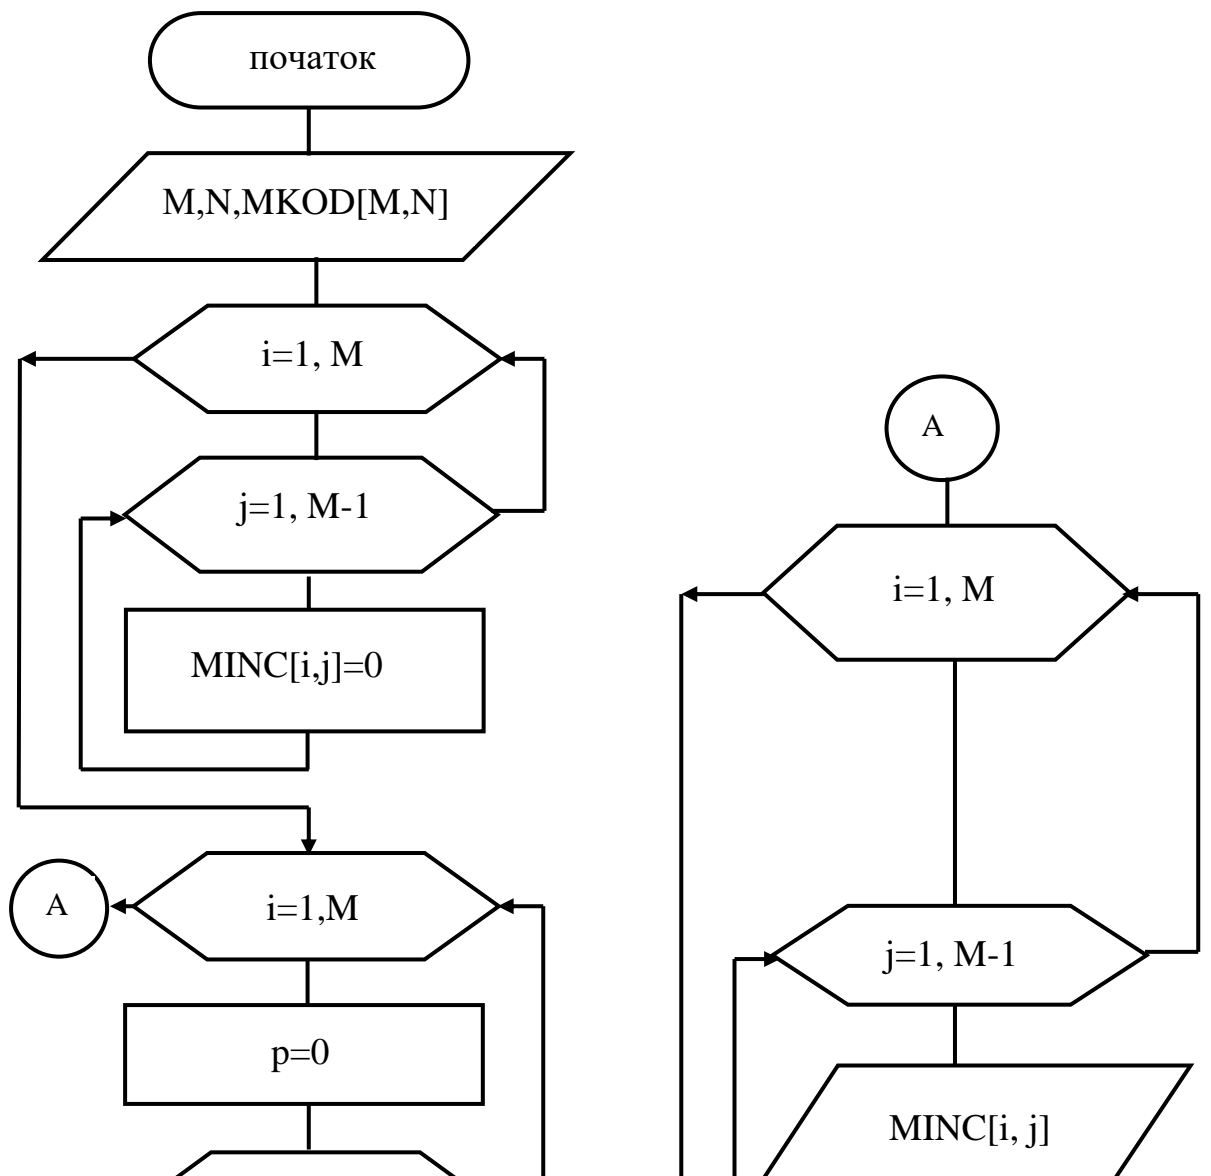 початок
M,N,MKOD[M,N]
i=1, M
j=1, M-1
MINC[i,j]=0
A
i=1,M
p=0
A
i=1, M
j=1, M-1
MINC[i, j]